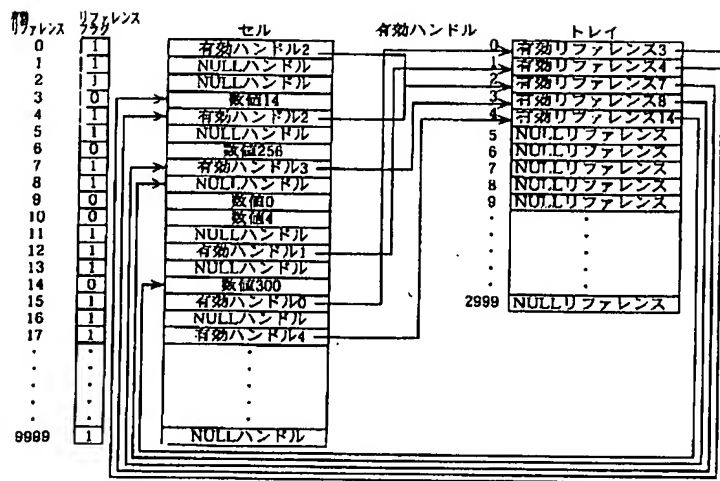 有効
リファレンス
リファレンス
フラグ
セル
有効ハンドル
トレイ
0 1 有効ハンドル2 0 有効リファレンス3
1 1 NULLハンドル 1 有効リファレンス4
2 1 NULLハンドル 2 有効リファレンス7
3 0 数値14 3 有効リファレンス8
4 1 有効ハンドル2 4 有効リファレンス14
5 1 NULLハンドル 5 NULLリファレンス
6 0 数値256 6 NULLリファレンス
7 1 有効ハンドル3 7 NULLリファレンス
8 1 NULLハンドル 8 NULLリファレンス
9 0 数値0 9 NULLリファレンス
10 0 数値4
11 1 NULLハンドル
12 1 有効ハンドル1
13 1 NULLハンドル
14 0 数値300
15 1 有効ハンドル0 2999 NULLリファレンス
16 1 NULLハンドル
17 1 有効ハンドル4
9989 1 NULLハンドル